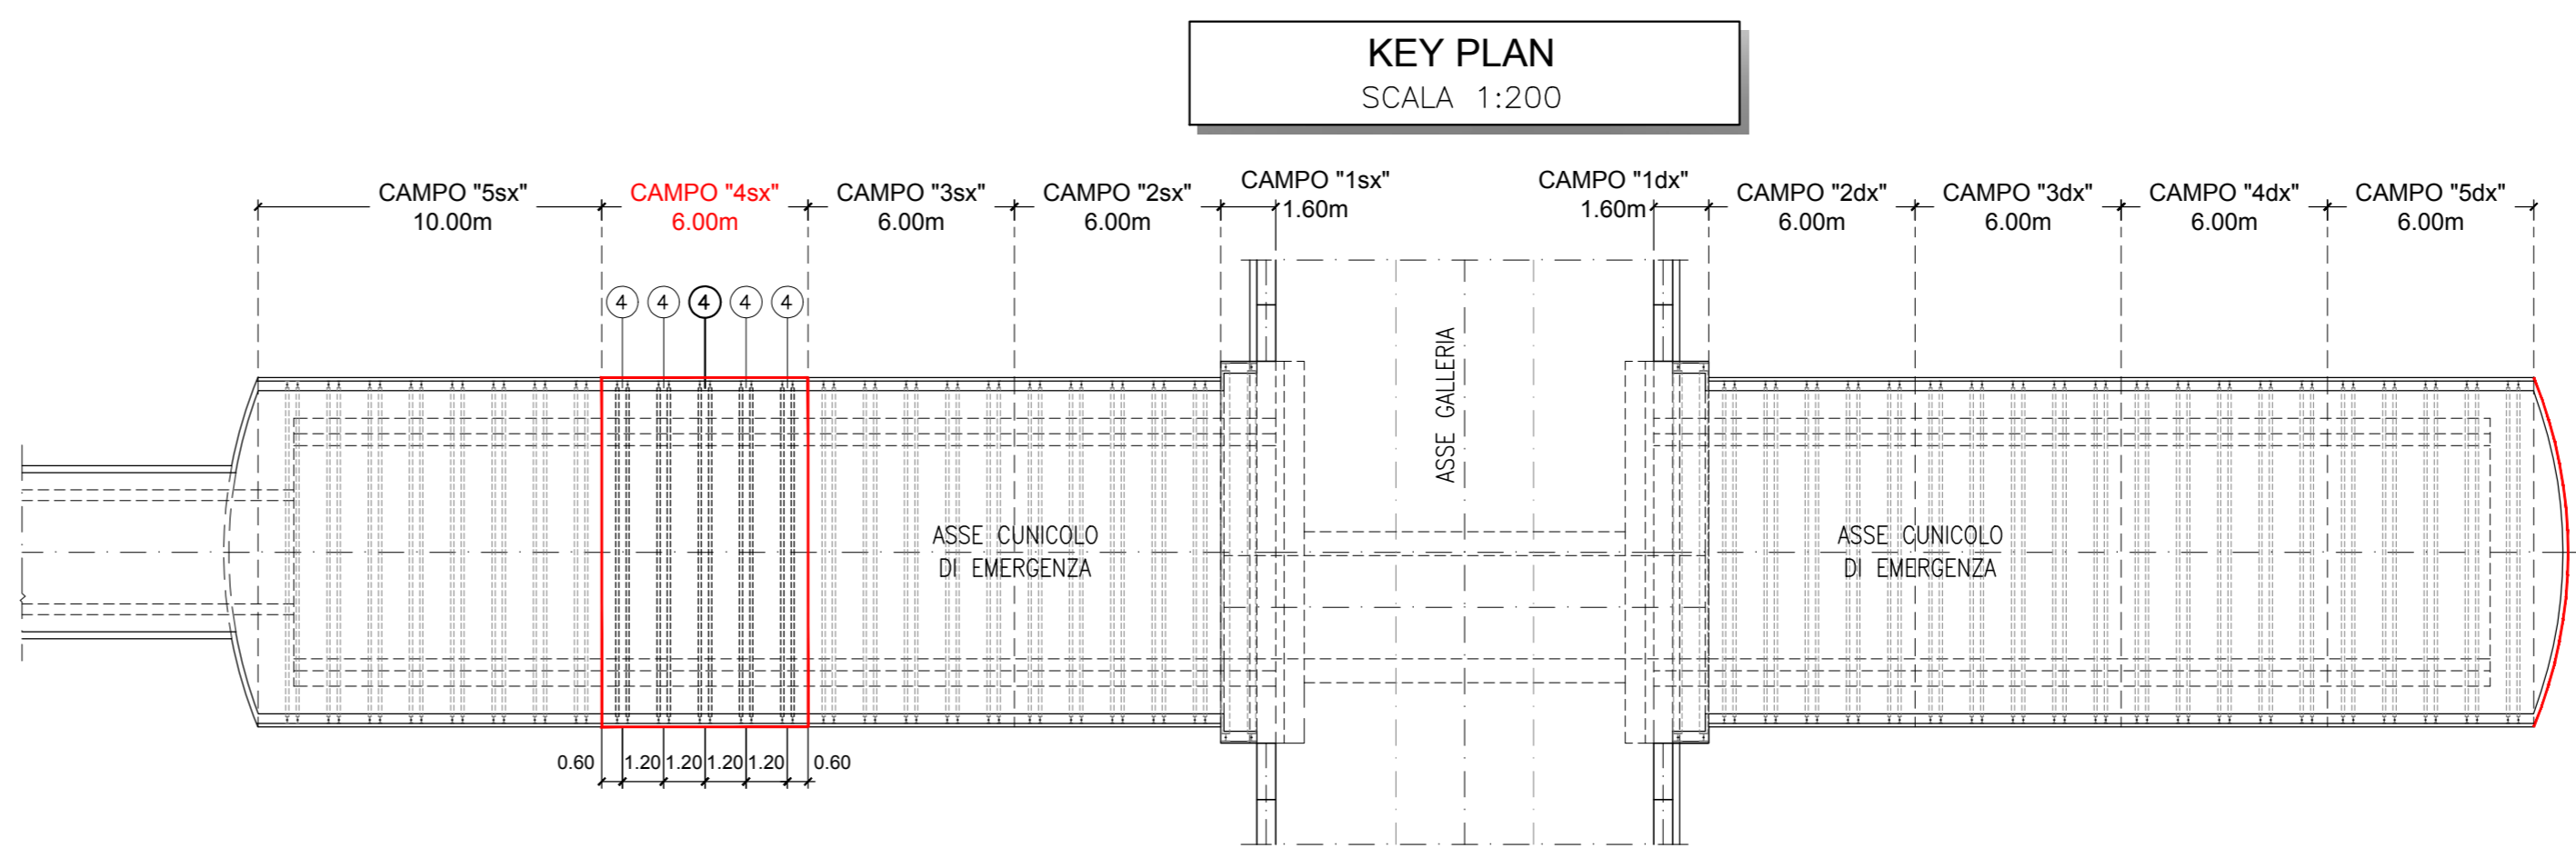 KEY PLAN
SCALA 1:200
CAMPO "5sx"
10.00m
CAMPO "4sx"
6.00m
CAMPO "3sx"
6.00m
CAMPO "2sx"
6.00m
CAMPO "1sx"
1.60m
CAMPO "1dx"
1.60m
CAMPO "2dx"
6.00m
CAMPO "3dx"
6.00m
CAMPO "4dx"
6.00m
CAMPO "5dx"
6.00m
4 4 4 4 4
ASSE GALLERIA
ASSE CUNICOLO
DI EMERGENZA
ASSE CUNICOLO
DI EMERGENZA
0.60 1.20 1.20 1.20 1.20 0.60